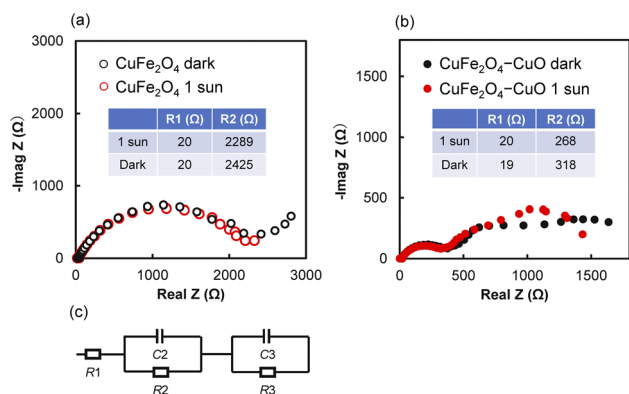 (a)
3000
2000
1000
0
-Imag Z (Ω)
CuFe2O4 dark
CuFe2O4 1 sun
R1 (Ω) R2 (Ω)
1 sun 20 2289
Dark 20 2425
0 1000 2000 3000
Real Z (Ω)
(b)
1500
1000
500
0
-Imag Z (Ω)
CuFe2O4−CuO dark
CuFe2O4−CuO 1 sun
R1 (Ω) R2 (Ω)
1 sun 20 268
Dark 19 318
0 500 1000 1500
Real Z (Ω)
(c)
C2 C3
R1
R2 R3